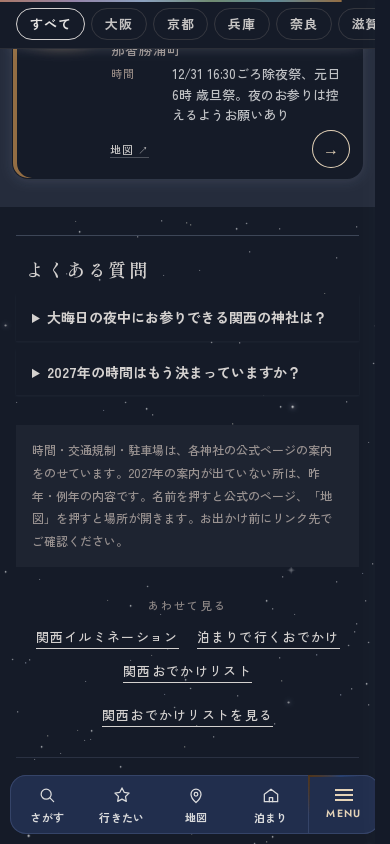 すべて
大阪
京都
兵庫
奈良
滋賀
那智勝浦町
時間
12/31 16:30ごろ除夜祭、元日
6時 歳旦祭。夜のお参りは控
えるようお願いあり
地図 ↗
→
よくある質問
▶ 大晦日の夜中にお参りできる関西の神社は？
▶ 2027年の時間はもう決まっていますか？
時間・交通規制・駐車場は、各神社の公式ページの案内
をのせています。2027年の案内が出ていない所は、昨
年・例年の内容です。名前を押すと公式のページ、「地
図」を押すと場所が開きます。お出かけ前にリンク先で
ご確認ください。
あわせて見る
関西イルミネーション
泊まりで行くおでかけ
関西おでかけリスト
関西おでかけリストを見る
さがす
行きたい
地図
泊まり
MENU